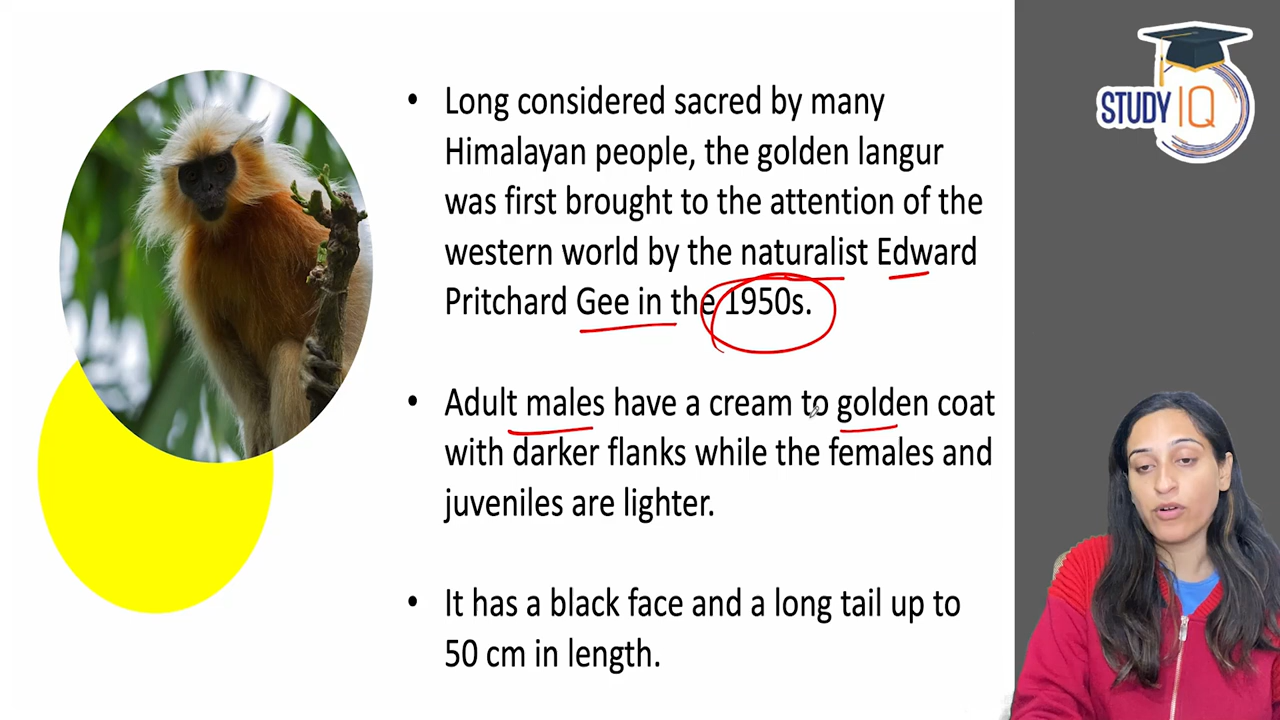 • Long considered sacred by many
Himalayan people, the golden langur
was first brought to the attention of the
western world by the naturalist Edward
Pritchard Gee in the 1950s.
• Adult males have a cream to golden coat
with darker flanks while the females and
juveniles are lighter.
• It has a black face and a long tail up to
50 cm in length.
STUDY IQ